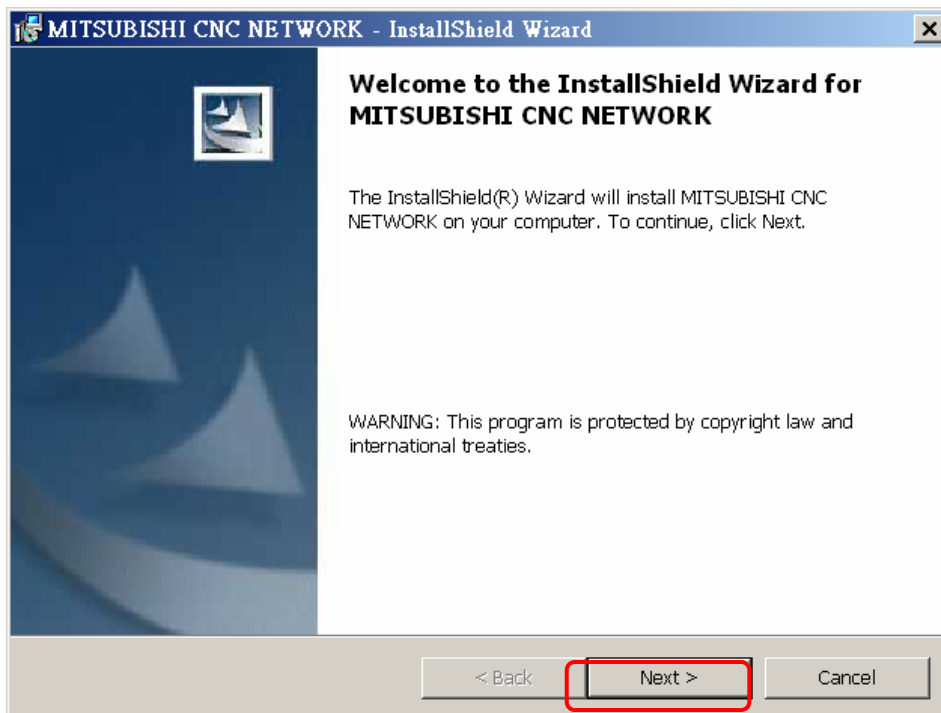 MITSUBISHI CNC NETWORK - InstallShield Wizard
Welcome to the InstallShield Wizard for
MITSUBISHI CNC NETWORK
The InstallShield(R) Wizard will install MITSUBISHI CNC
NETWORK on your computer. To continue, click Next.
WARNING: This program is protected by copyright law and
international treaties.
< Back
Next >
Cancel